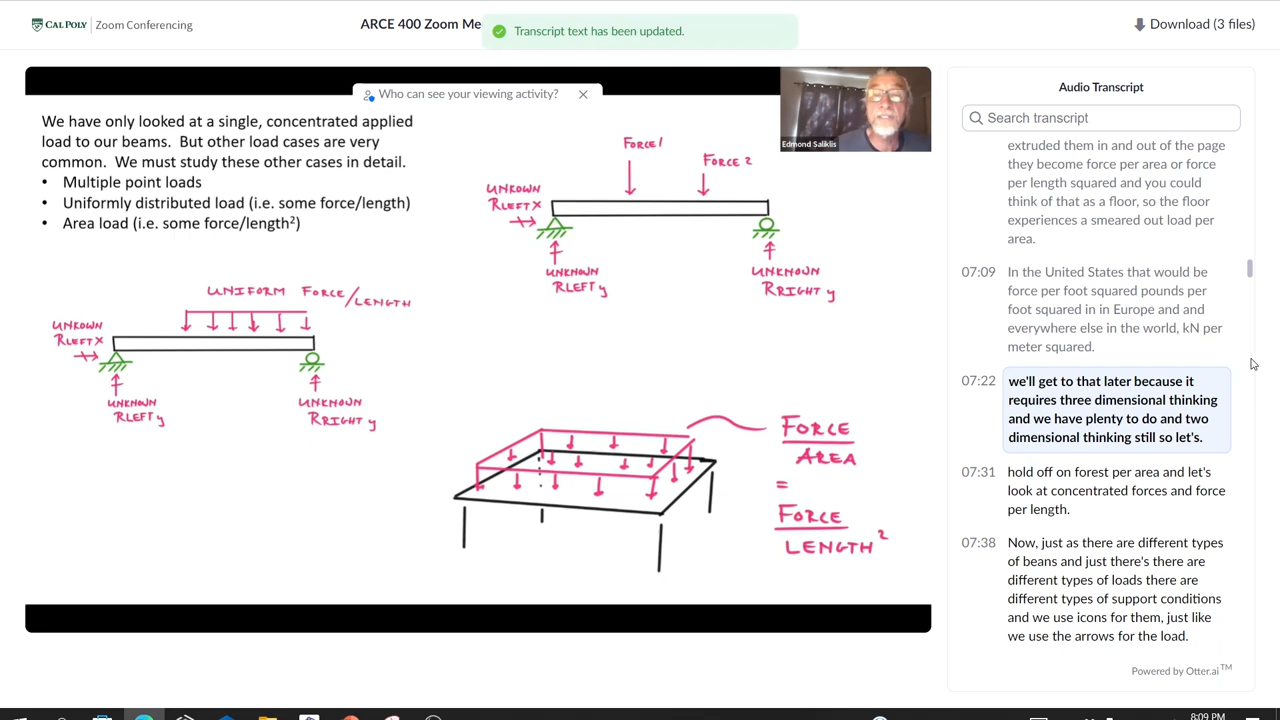 CAL POLY Zoom Conferencing
ARCE 400 Zoom Me
Transcript text has been updated.
Download (3 files)
Who can see your viewing activity?
Edmond Saliklis
We have only looked at a single, concentrated applied
load to our beams. But other load cases are very
common. We must study these other cases in detail.
• Multiple point loads
• Uniformly distributed load (i.e. some force/length)
• Area load (i.e. some force/length²)
FORCE 1
FORCE 2
UNKOWN
RLEFT X
UNKNOWN
RLEFT y
UNKNOWN
RRIGHT y
UNIFORM FORCE/LENGTH
UNKOWN
RLEFT X
UNKNOWN
RLEFT y
UNKNOWN
RRIGHT y
FORCE
AREA
=
FORCE
LENGTH²
Audio Transcript
Search transcript
extruded them in and out of the page
they become force per area or force
per length squared and you could
think of that as a floor, so the floor
experiences a smeared out load per
area.
07:09 In the United States that would be
force per foot squared pounds per
foot squared in in Europe and and
everywhere else in the world, kN per
meter squared.
07:22 we'll get to that later because it
requires three dimensional thinking
and we have plenty to do and two
dimensional thinking still so let's.
07:31 hold off on forest per area and let's
look at concentrated forces and force
per length.
07:38 Now, just as there are different types
of beans and just there's there are
different types of loads there are
different types of support conditions
and we use icons for them, just like
we use the arrows for the load.
Powered by Otter.ai™
8:09 PM